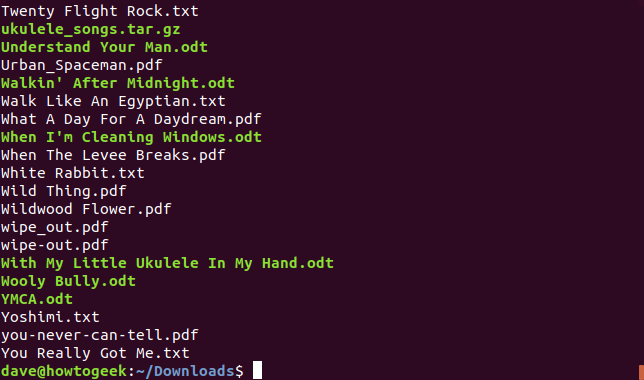 Twenty Flight Rock.txt
ukulele_songs.tar.gz
Understand Your Man.odt
Urban_Spaceman.pdf
Walkin' After Midnight.odt
Walk Like An Egyptian.txt
What A Day For A Daydream.pdf
When I'm Cleaning Windows.odt
When The Levee Breaks.pdf
White Rabbit.txt
Wild Thing.pdf
Wildwood Flower.pdf
wipe_out.pdf
wipe-out.pdf
With My Little Ukulele In My Hand.odt
Wooly Bully.odt
YMCA.odt
Yoshimi.txt
you-never-can-tell.pdf
You Really Got Me.txt
dave@howtogeek:~/Downloads$